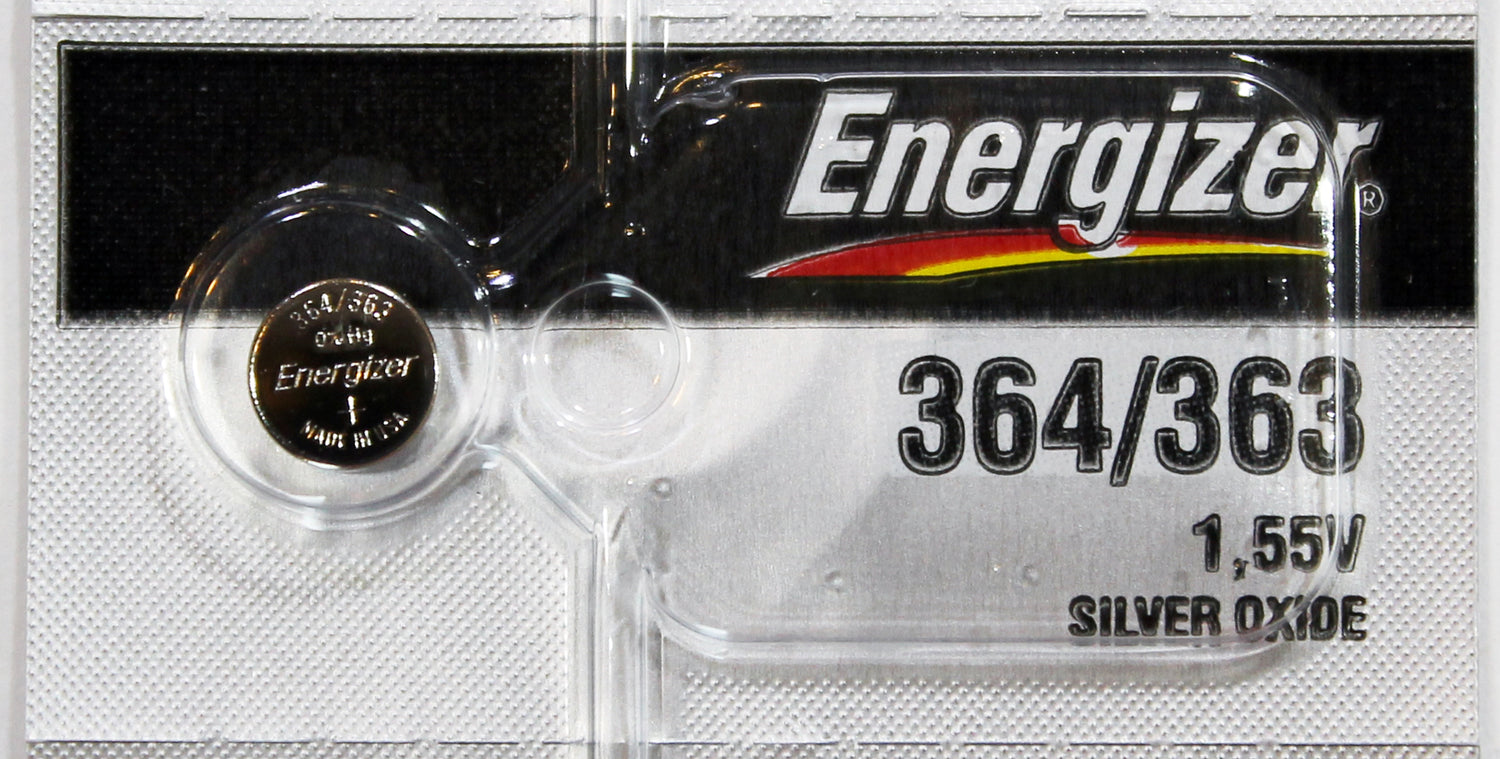 Energizer®
364/363
1,55V
SILVER OXIDE
364/363
0% Hg
Energizer
+
MADE IN USA